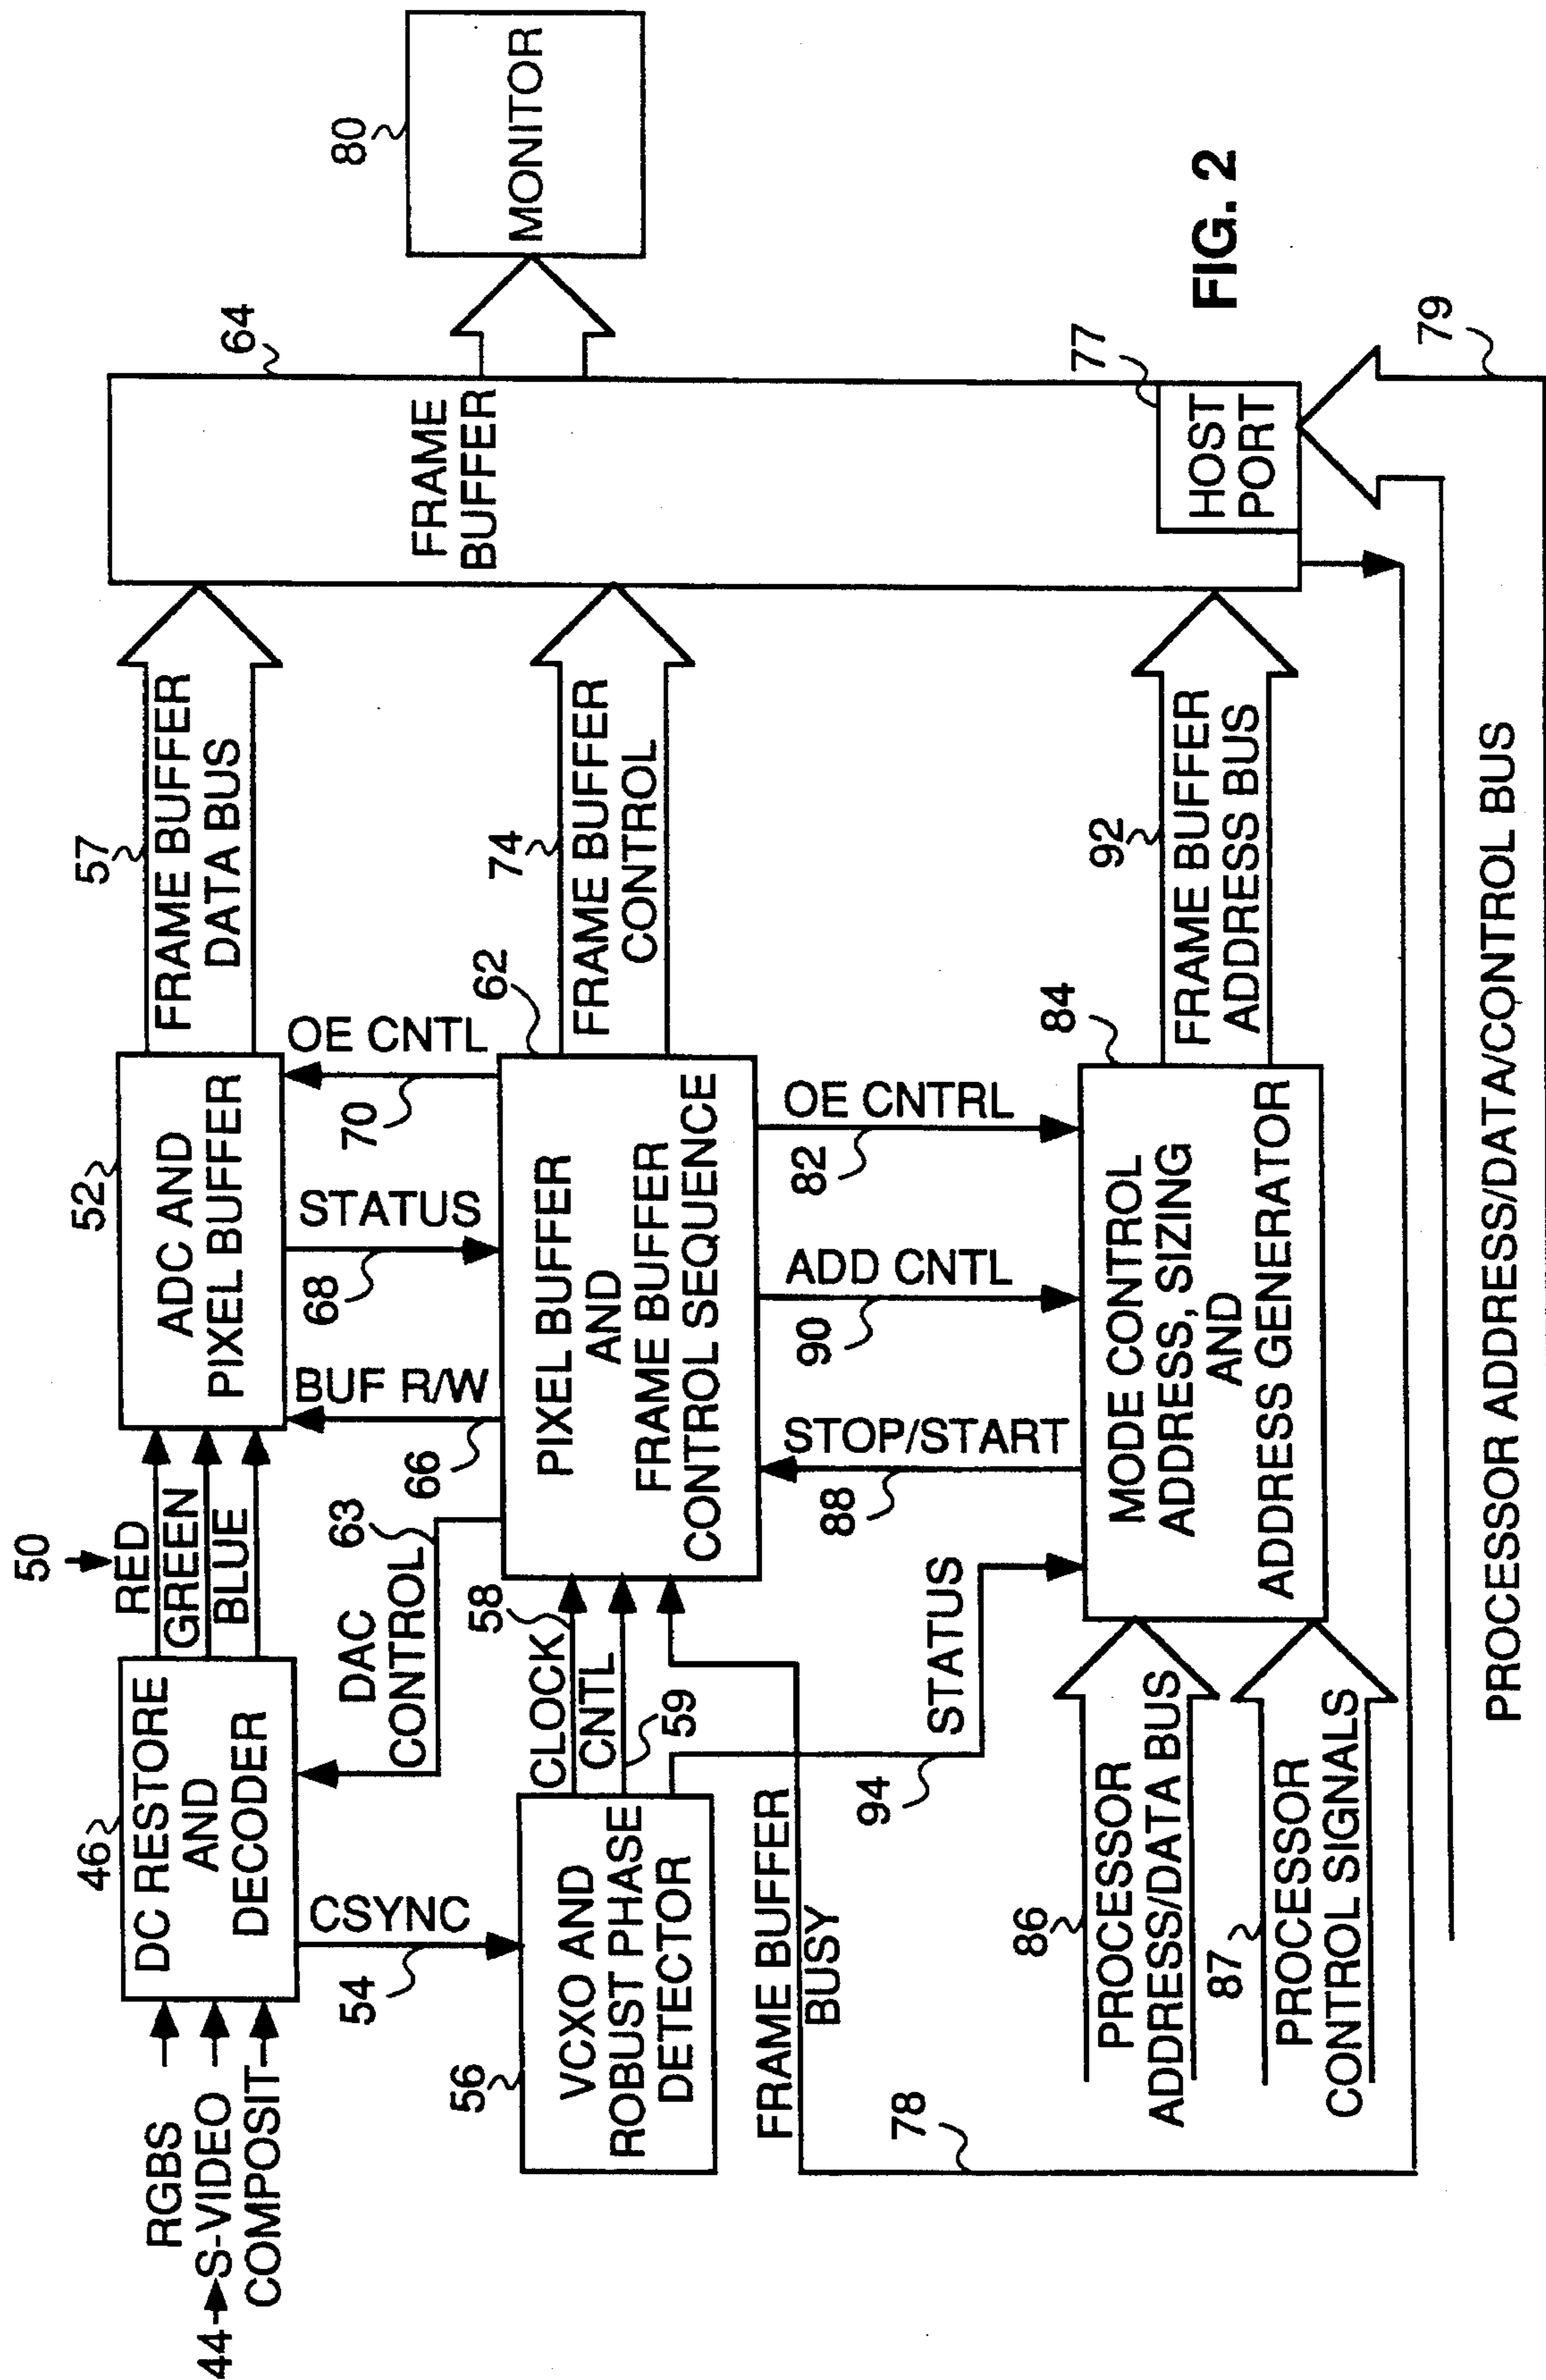 44
RGBS
S-VIDEO
COMPOSIT
46
DC RESTORE
AND
DECODER
50
RED
GREEN
BLUE
52
ADC AND
PIXEL BUFFER
57
FRAME BUFFER
DATA BUS
64
FRAME
BUFFER
80
MONITOR
CSYNC
54
DAC
CONTROL
63
BUF R/W
66
STATUS
68
OE CNTL
70
56
VCXO AND
ROBUST PHASE
DETECTOR
CLOCK
58
CNTL
59
62
PIXEL BUFFER
AND
FRAME BUFFER
CONTROL SEQUENCE
74
FRAME BUFFER
CONTROL
FRAME BUFFER
BUSY
78
STATUS
94
STOP/START
88
ADD CNTL
90
OE CNTRL
82
86
PROCESSOR
ADDRESS/DATA BUS
87
PROCESSOR
CONTROL SIGNALS
84
MODE CONTROL
ADDRESS, SIZING
AND
ADDRESS GENERATOR
92
FRAME BUFFER
ADDRESS BUS
77
HOST
PORT
79
PROCESSOR ADDRESS/DATA/CONTROL BUS
FIG. 2